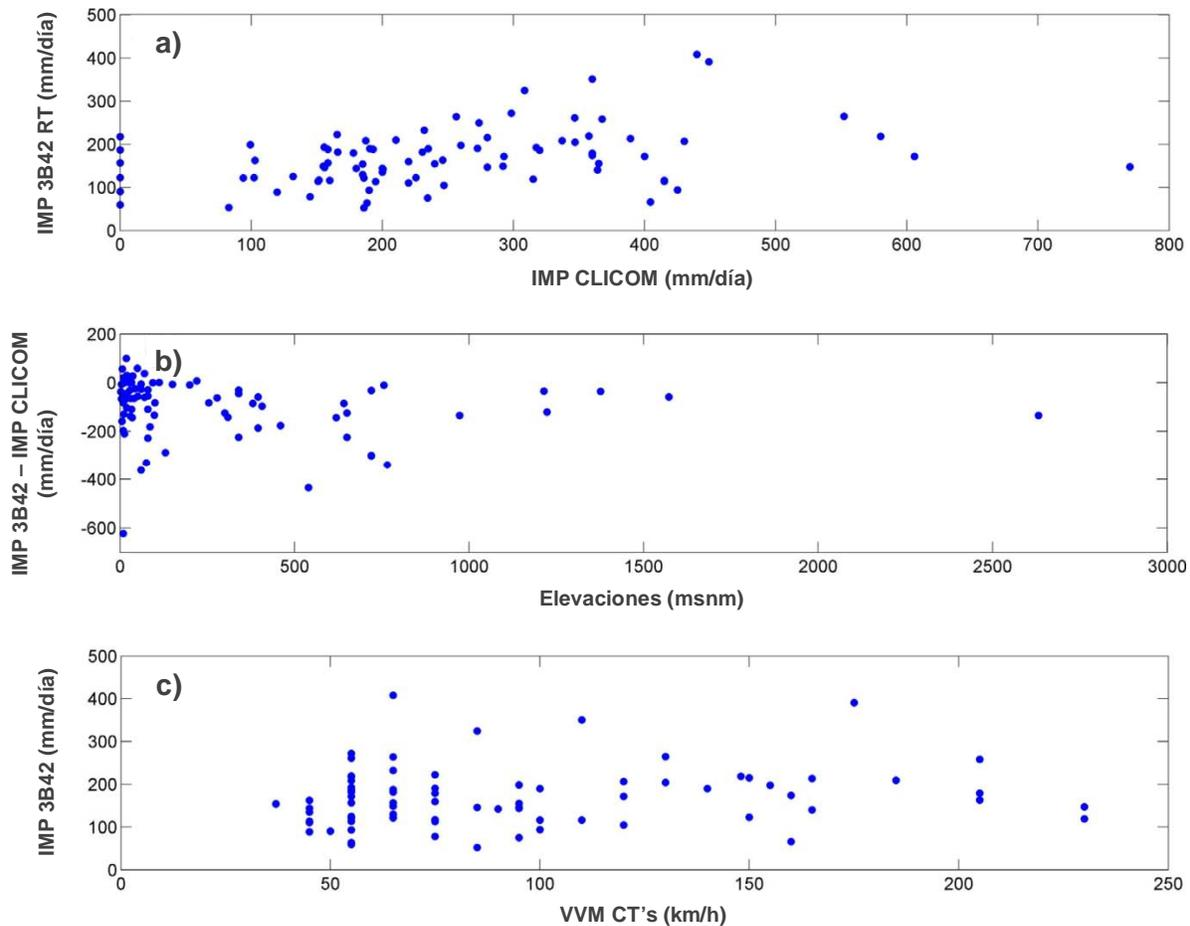 a)
IMP 3B42 RT (mm/día)
500
400
300
200
100
0
0 100 200 300 400 500 600 700 800
IMP CLICOM (mm/día)
b)
IMP 3B42 – IMP CLICOM
(mm/día)
200
0
-200
-400
-600
0 500 1000 1500 2000 2500 3000
Elevaciones (msnm)
c)
IMP 3B42 (mm/día)
500
400
300
200
100
0
0 50 100 150 200 250
VVM CT’s (km/h)